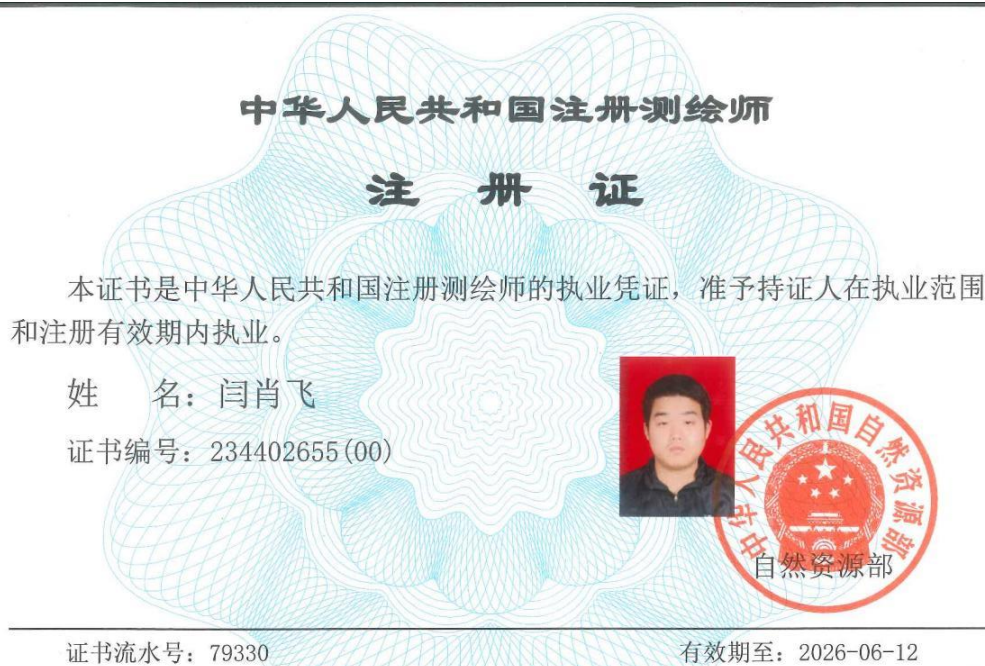 中华人民共和国注册测绘师
注 册 证
本证书是中华人民共和国注册测绘师的执业凭证，准予持证人在执业范围
和注册有效期内执业。
姓 名：闫肖飞
证书编号：234402655(00)
中华人民共和国自然资源部
自然资源部
证书流水号：79330 有效期至：2026-06-12